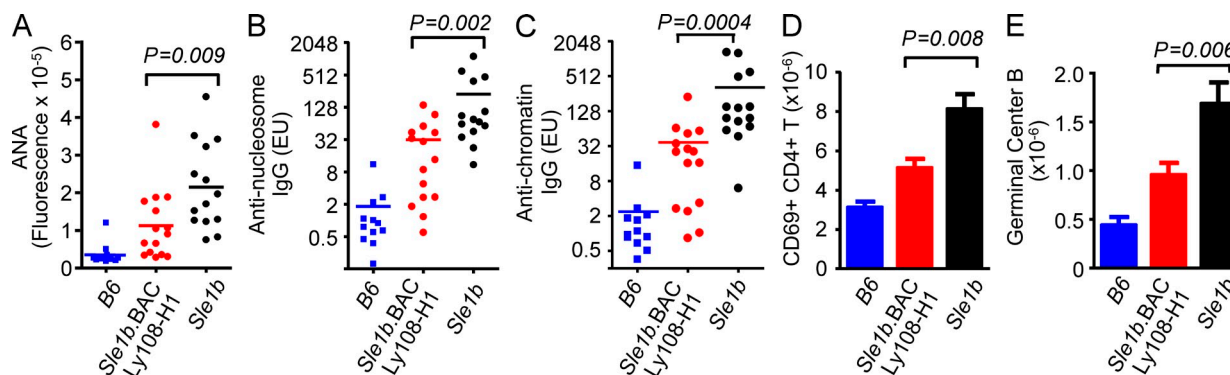 A
P=0.009
ANA
(Fluorescence x 10-5)
6
5
4
3
2
1
0
B6
Sle1b.BAC
Ly108-H1
Sle1b
B
P=0.002
Anti-nucleosome
IgG (EU)
2048
512
128
32
8
2
0.5
B6
Sle1b.BAC
Ly108-H1
Sle1b
C
P=0.0004
Anti-chromatin
IgG (EU)
2048
512
128
32
8
2
0.5
B6
Sle1b.BAC
Ly108-H1
Sle1b
D
P=0.008
CD69+ CD4+ T (x10-6)
10
8
6
4
2
0
B6
Sle1b.BAC
Ly108-H1
Sle1b
E
P=0.006
Germinal Center B
(x10-6)
2.0
1.5
1.0
0.5
0
B6
Sle1b.BAC
Ly108-H1
Sle1b